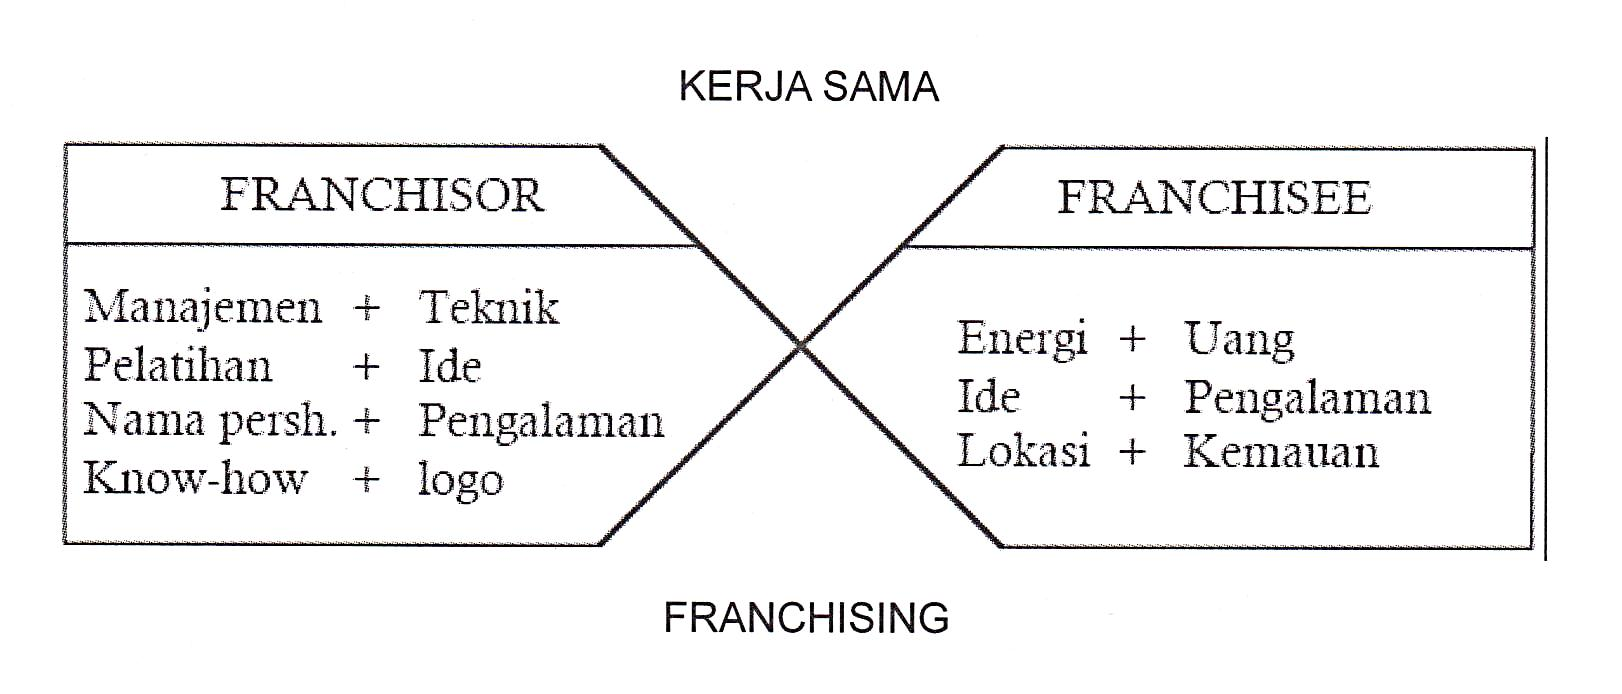 KERJA SAMA
FRANCHISOR
Manajemen + Teknik
Pelatihan + Ide
Nama persh. + Pengalaman
Know-how + logo
FRANCHISEE
Energi + Uang
Ide + Pengalaman
Lokasi + Kemauan
FRANCHISING